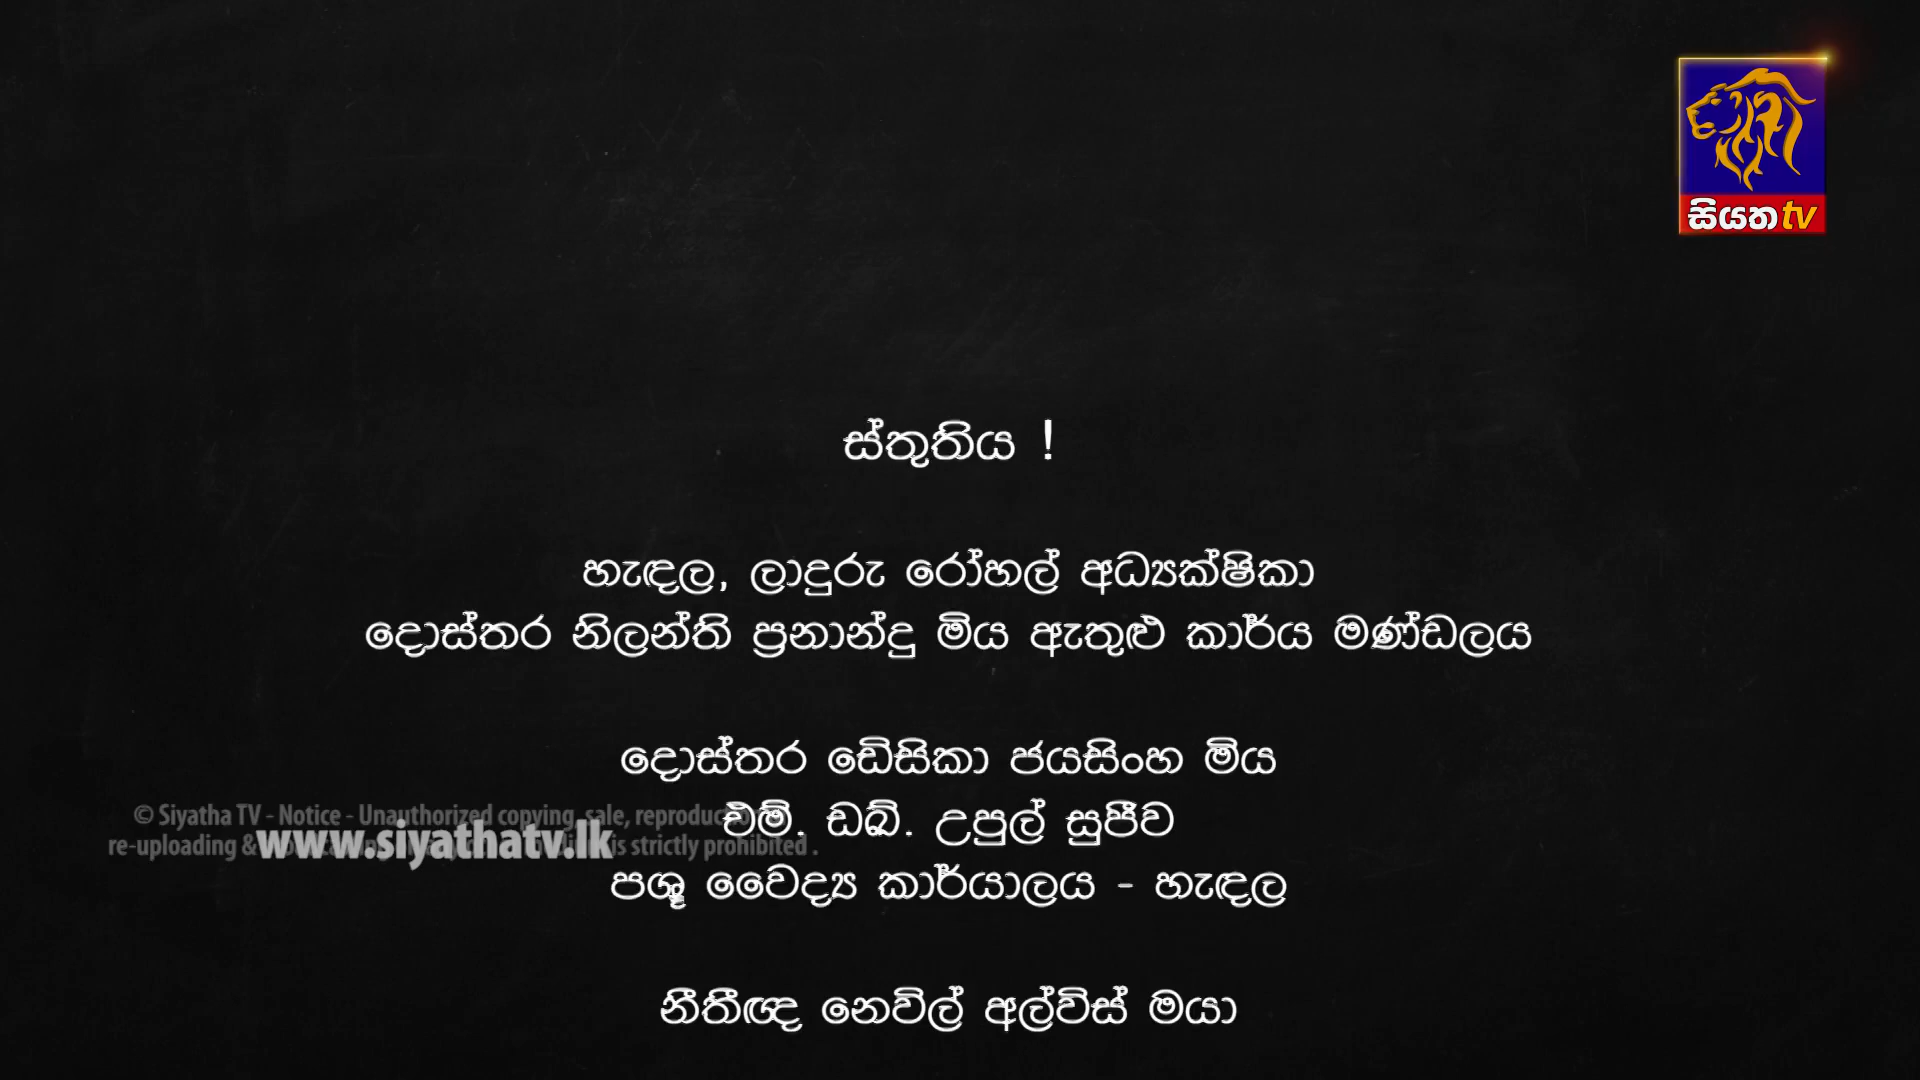 සියත tv
ස්තූතිය !
හැඳල, ලාදුරු රෝහල් අධ්‍යක්ෂිකා
දොස්තර නිලන්ති ප්‍රනාන්දු මිය ඇතුළු කාර්ය මණ්ඩලය
දොස්තර ඩේසිකා ජයසිංහ මිය
එම්. ඩබ්. උපුල් සුජීව
පශූ වෛද්‍ය කාර්යාලය - හැඳල
නීතීඥ නෙවිල් අල්විස් මයා
© Siyatha TV - Notice - Unauthorized copying, sale,
re-uploading & is strictly prohibited .
www.siyathatv.lk